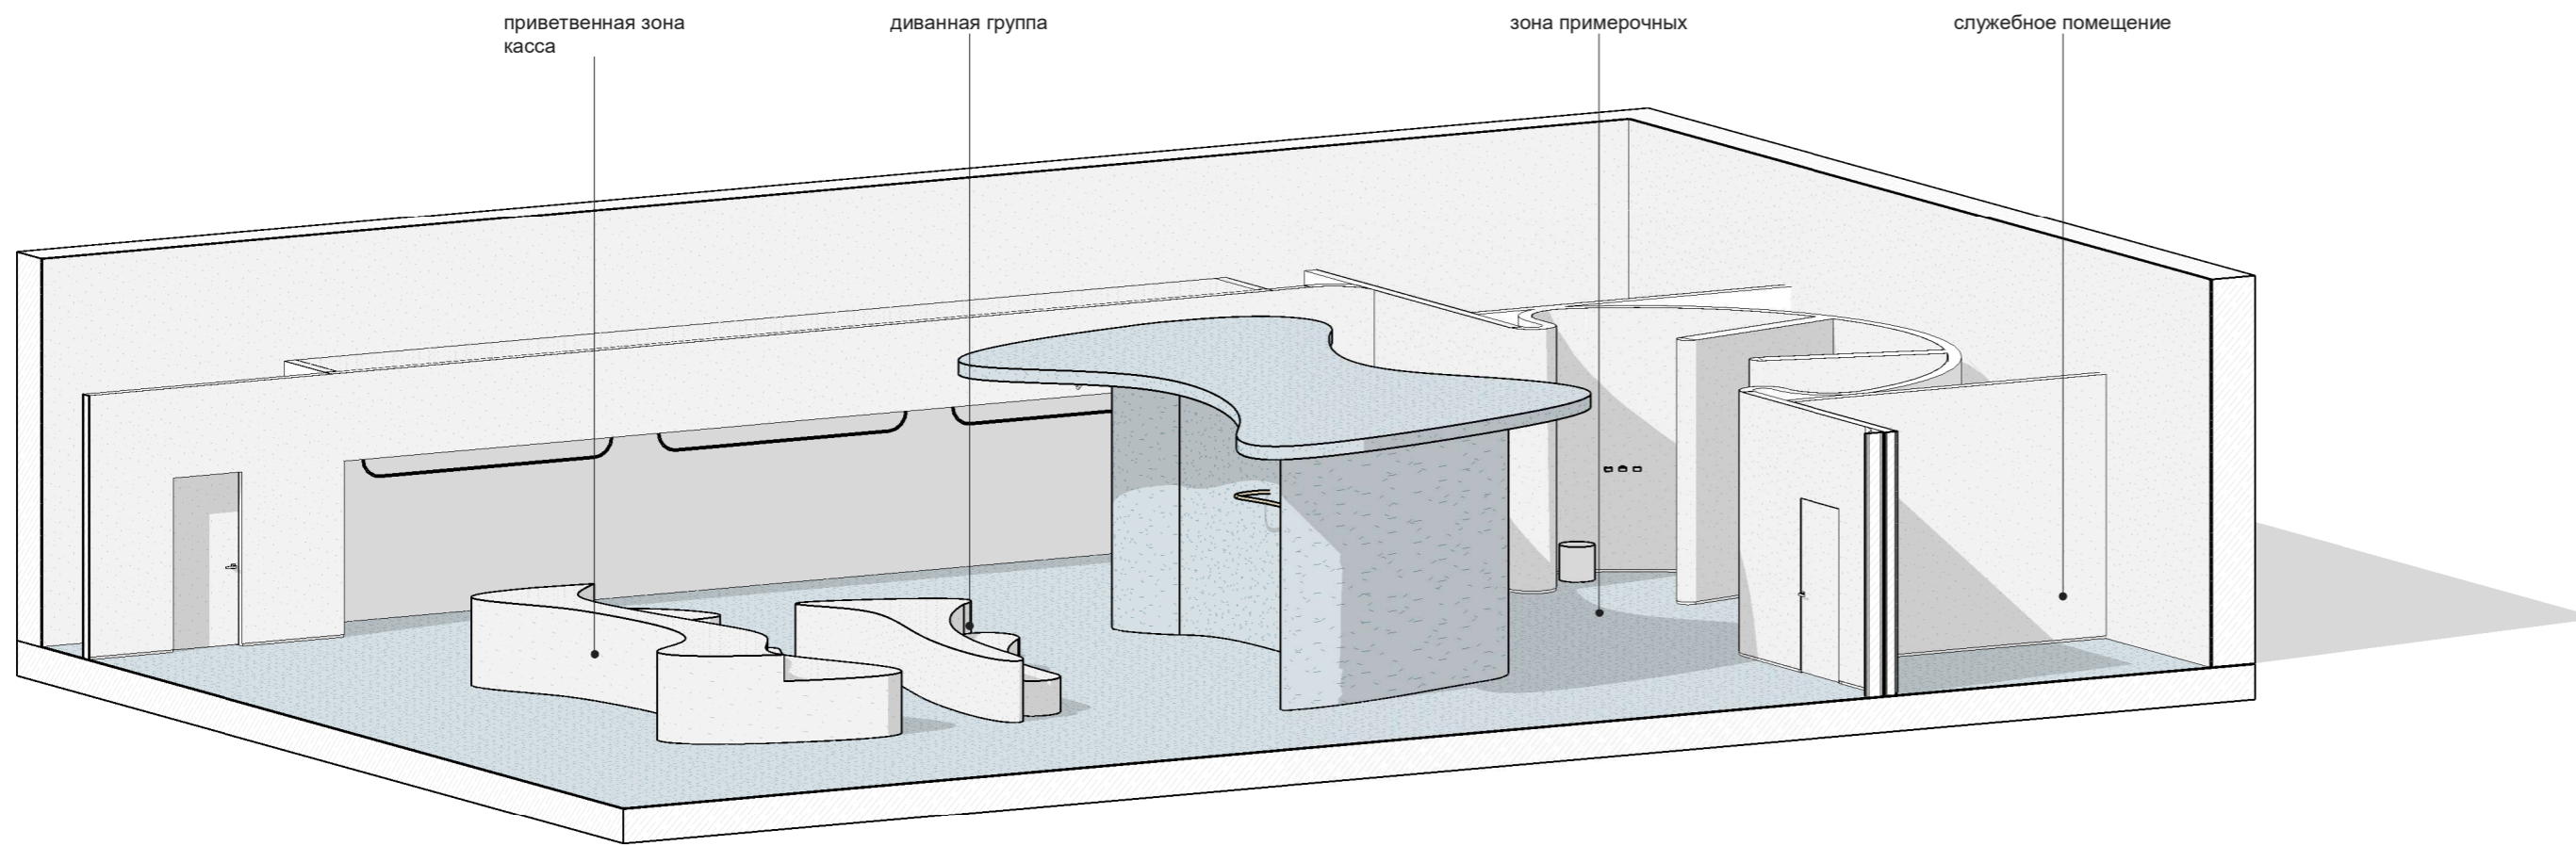 приветвенная зона
касса
диванная группа
зона примерочных
служебное помещение